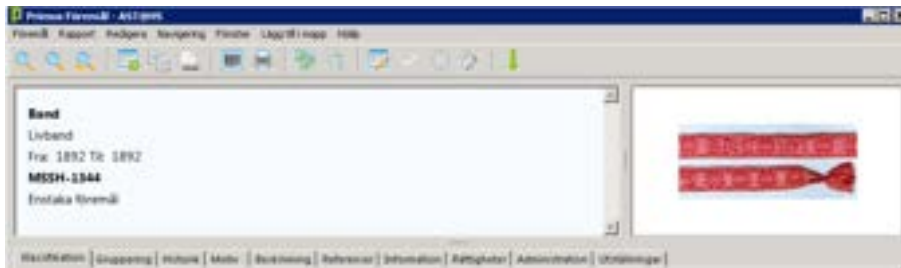 Primus Föremål - AST@HS
Föremål Rapport Redigera Navigering Fönster Lägg till i mapp Hjälp
Band
Livband
Fra: 1892 Til: 1892
MSSH-1344
Enstaka föremål
Klassifikation Gruppering Historik Motiv Beskrivning Referenser Information Rättigheter Administration Utställningar